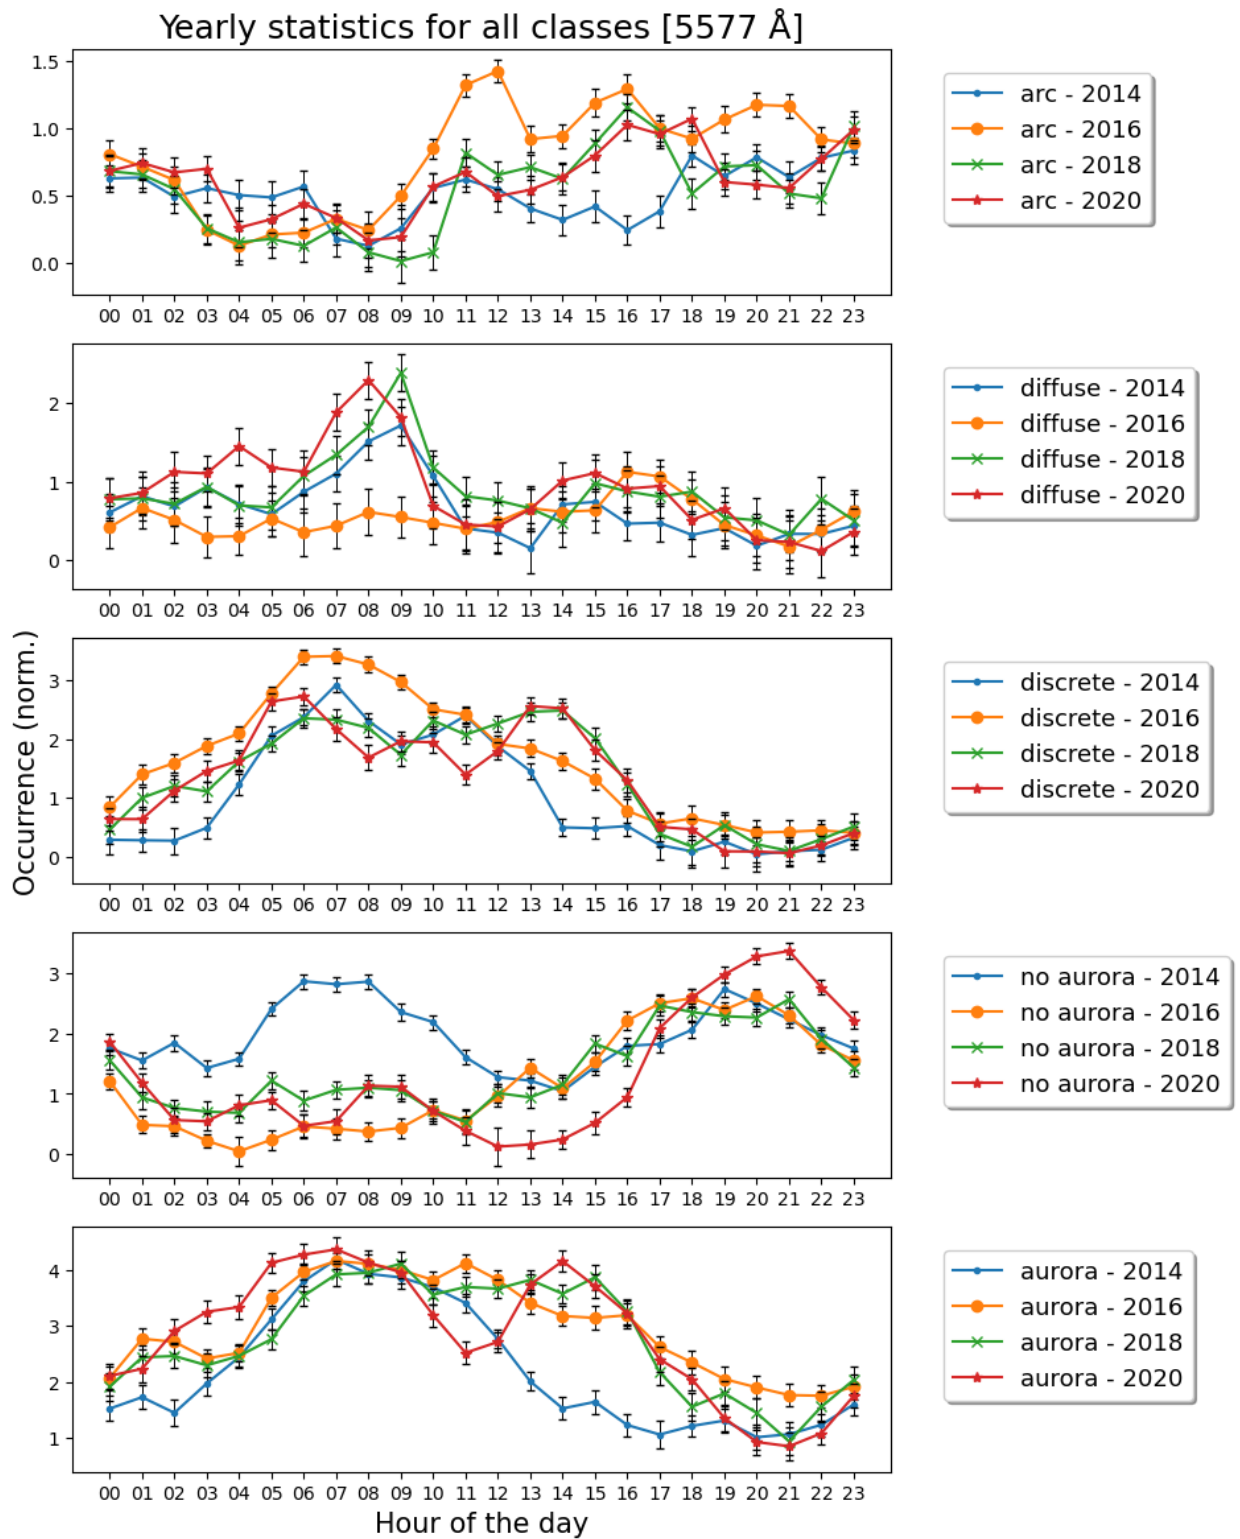 Yearly statistics for all classes [5577 Å]
1.5
1.0
0.5
0.0
00 01 02 03 04 05 06 07 08 09 10 11 12 13 14 15 16 17 18 19 20 21 22 23
arc - 2014
arc - 2016
arc - 2018
arc - 2020
2
1
0
00 01 02 03 04 05 06 07 08 09 10 11 12 13 14 15 16 17 18 19 20 21 22 23
diffuse - 2014
diffuse - 2016
diffuse - 2018
diffuse - 2020
Occurrence (norm.)
3
2
1
0
00 01 02 03 04 05 06 07 08 09 10 11 12 13 14 15 16 17 18 19 20 21 22 23
discrete - 2014
discrete - 2016
discrete - 2018
discrete - 2020
3
2
1
0
00 01 02 03 04 05 06 07 08 09 10 11 12 13 14 15 16 17 18 19 20 21 22 23
no aurora - 2014
no aurora - 2016
no aurora - 2018
no aurora - 2020
4
3
2
1
00 01 02 03 04 05 06 07 08 09 10 11 12 13 14 15 16 17 18 19 20 21 22 23
aurora - 2014
aurora - 2016
aurora - 2018
aurora - 2020
Hour of the day